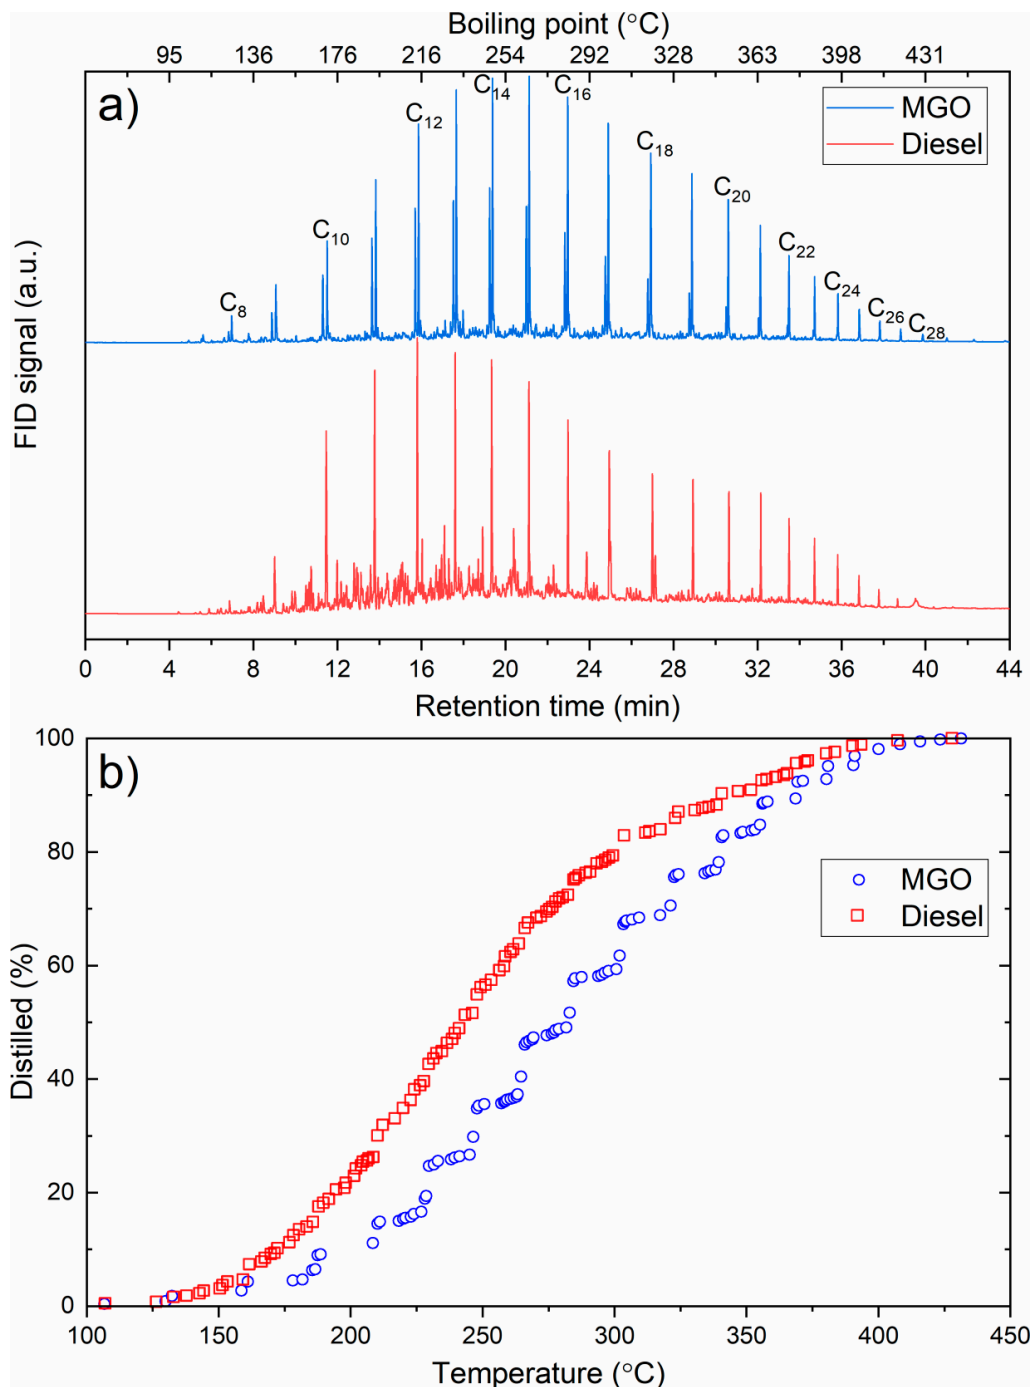 Boiling point (°C)
95 136 176 216 254 292 328 363 398 431
a)
MGO
Diesel
C8 C10 C12 C14 C16 C18 C20 C22 C24 C26 C28
FID signal (a.u.)
0 4 8 12 16 20 24 28 32 36 40 44
Retention time (min)
b)
100
80
60
40
20
0
Distilled (%)
MGO
Diesel
100 150 200 250 300 350 400 450
Temperature (°C)